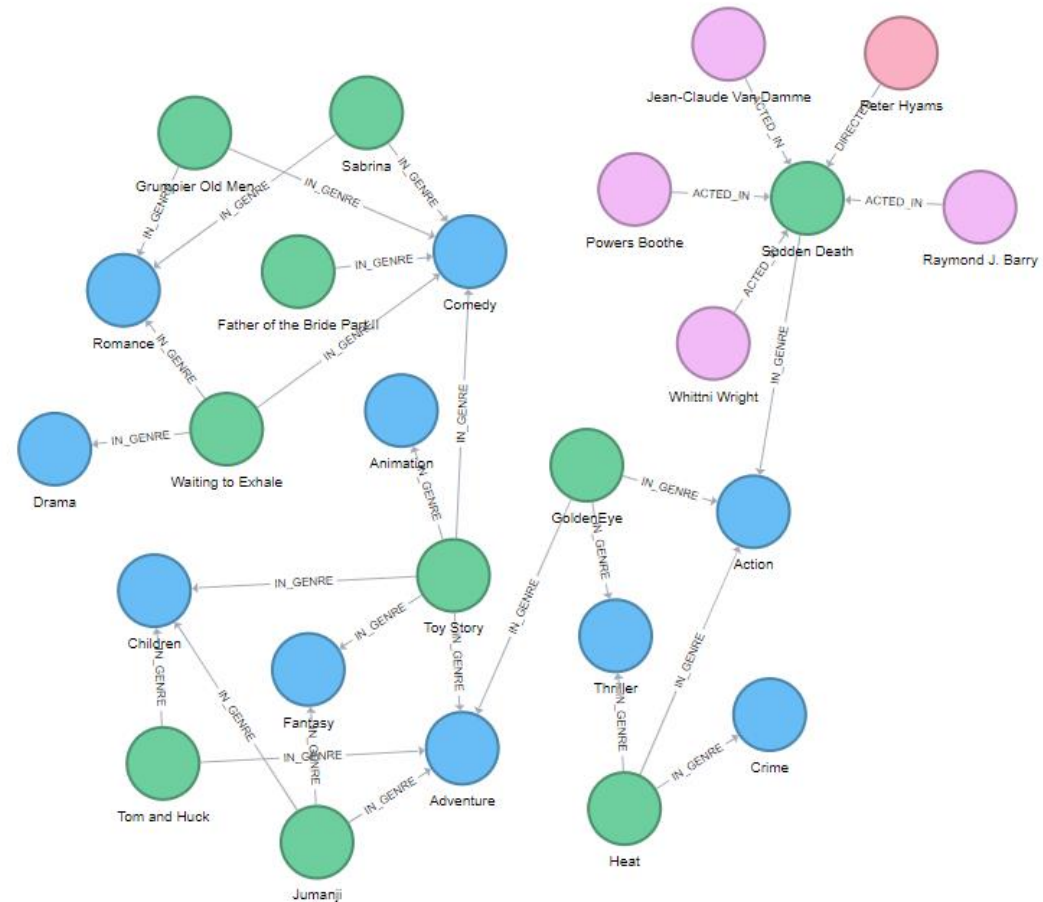 Jean-Claude Van Damme
Peter Hyams
ACTED_IN
DIRECTED
Sabrina
Grumpier Old Men
IN_GENRE
IN_GENRE
IN_GENRE
IN_GENRE
ACTED_IN
ACTED_IN
Powers Boothe
Sudden Death
Raymond J. Barry
IN_GENRE
Comedy
Father of the Bride Part II
ACTED_IN
Romance
IN_GENRE
IN_GENRE
IN_GENRE
Whittni Wright
IN_GENRE
IN_GENRE
Animation
Drama
Waiting to Exhale
IN_GENRE
IN_GENRE
GoldenEye
IN_GENRE
Action
IN_GENRE
IN_GENRE
Toy Story
IN_GENRE
Children
IN_GENRE
IN_GENRE
IN_GENRE
IN_GENRE
Thriller
Fantasy
IN_GENRE
IN_GENRE
IN_GENRE
IN_GENRE
IN_GENRE
Crime
Adventure
Tom and Huck
Heat
Jumanji